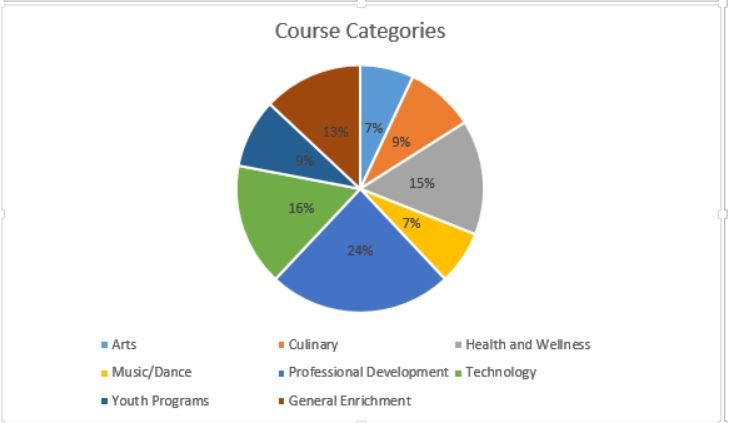 Course Categories
7%
9%
15%
7%
24%
16%
9%
13%
Arts
Culinary
Health and Wellness
Music/Dance
Professional Development
Technology
Youth Programs
General Enrichment